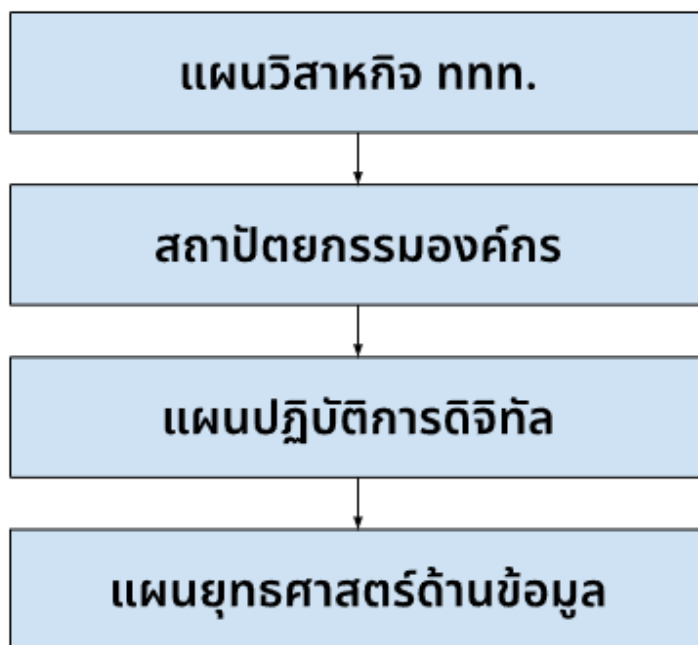 แผนวิสาหกิจ ททท.
สถาปัตยกรรมองค์กร
แผนปฏิบัติการดิจิทัล
แผนยุทธศาสตร์ด้านข้อมูล